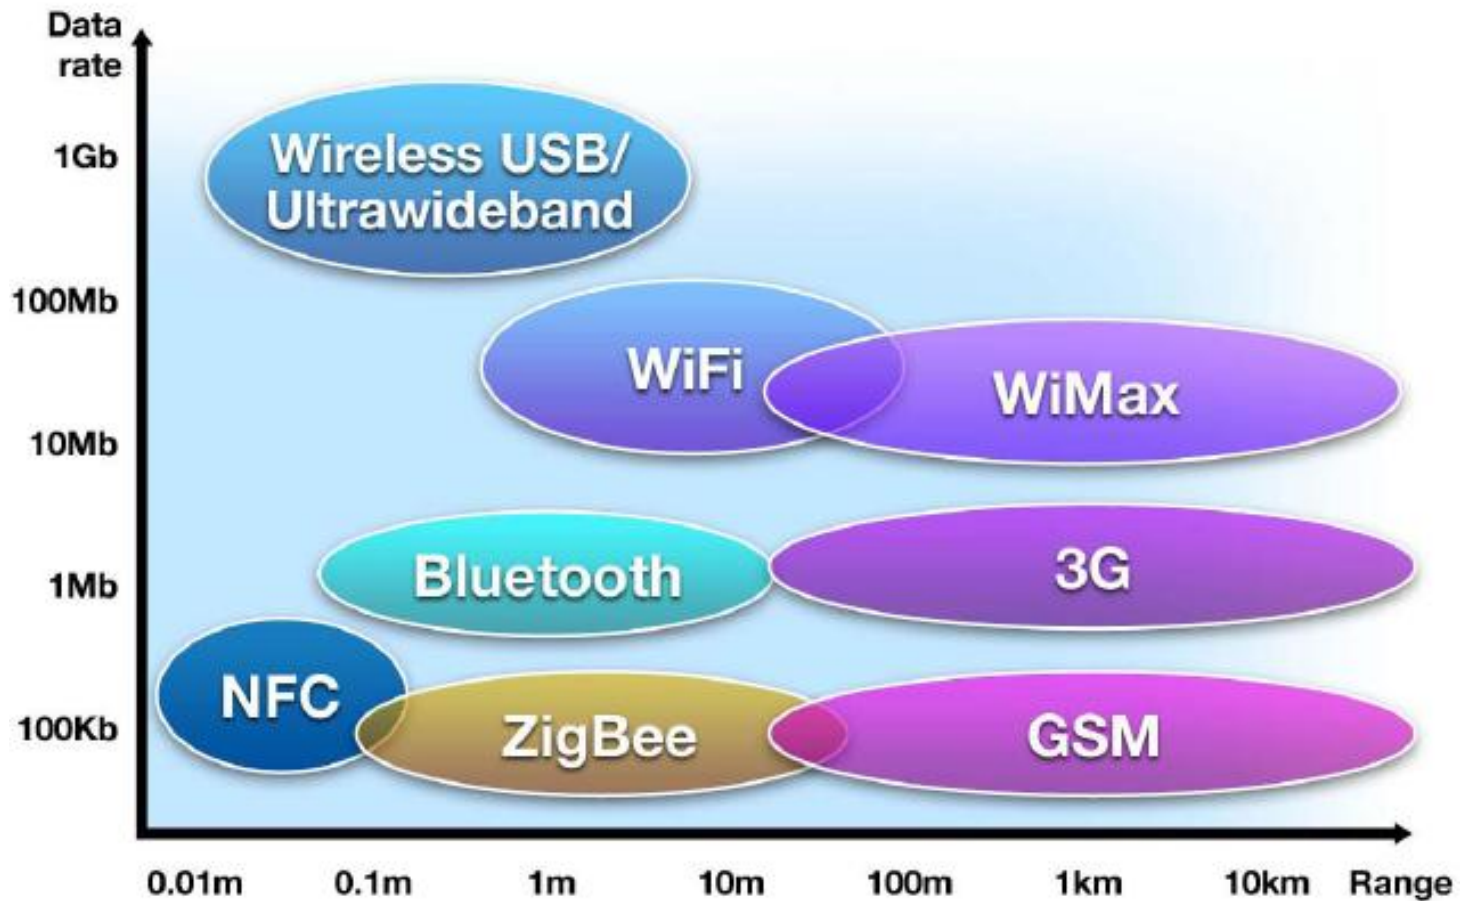 Data
rate
1Gb
100Mb
10Mb
1Mb
100Kb
Wireless USB/
Ultrawideband
WiFi
WiMax
Bluetooth
3G
NFC
ZigBee
GSM
0.01m 0.1m 1m 10m 100m 1km 10km Range